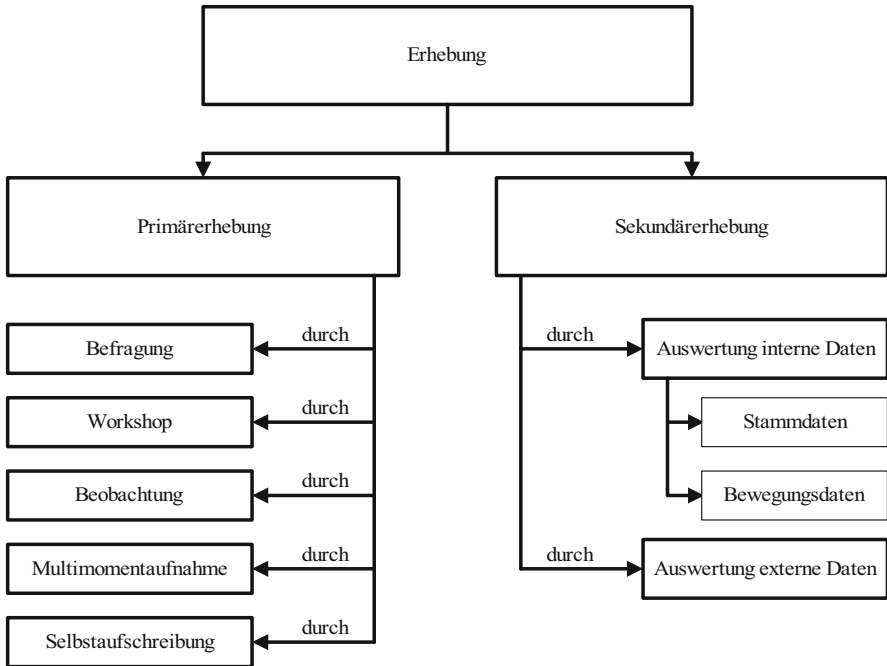 Erhebung
Primärerhebung
Sekundärerhebung
Befragung
durch
durch
Auswertung interne Daten
Workshop
durch
Stammdaten
Beobachtung
durch
Bewegungsdaten
Multimomentaufnahme
durch
durch
Auswertung externe Daten
Selbstaufschreibung
durch